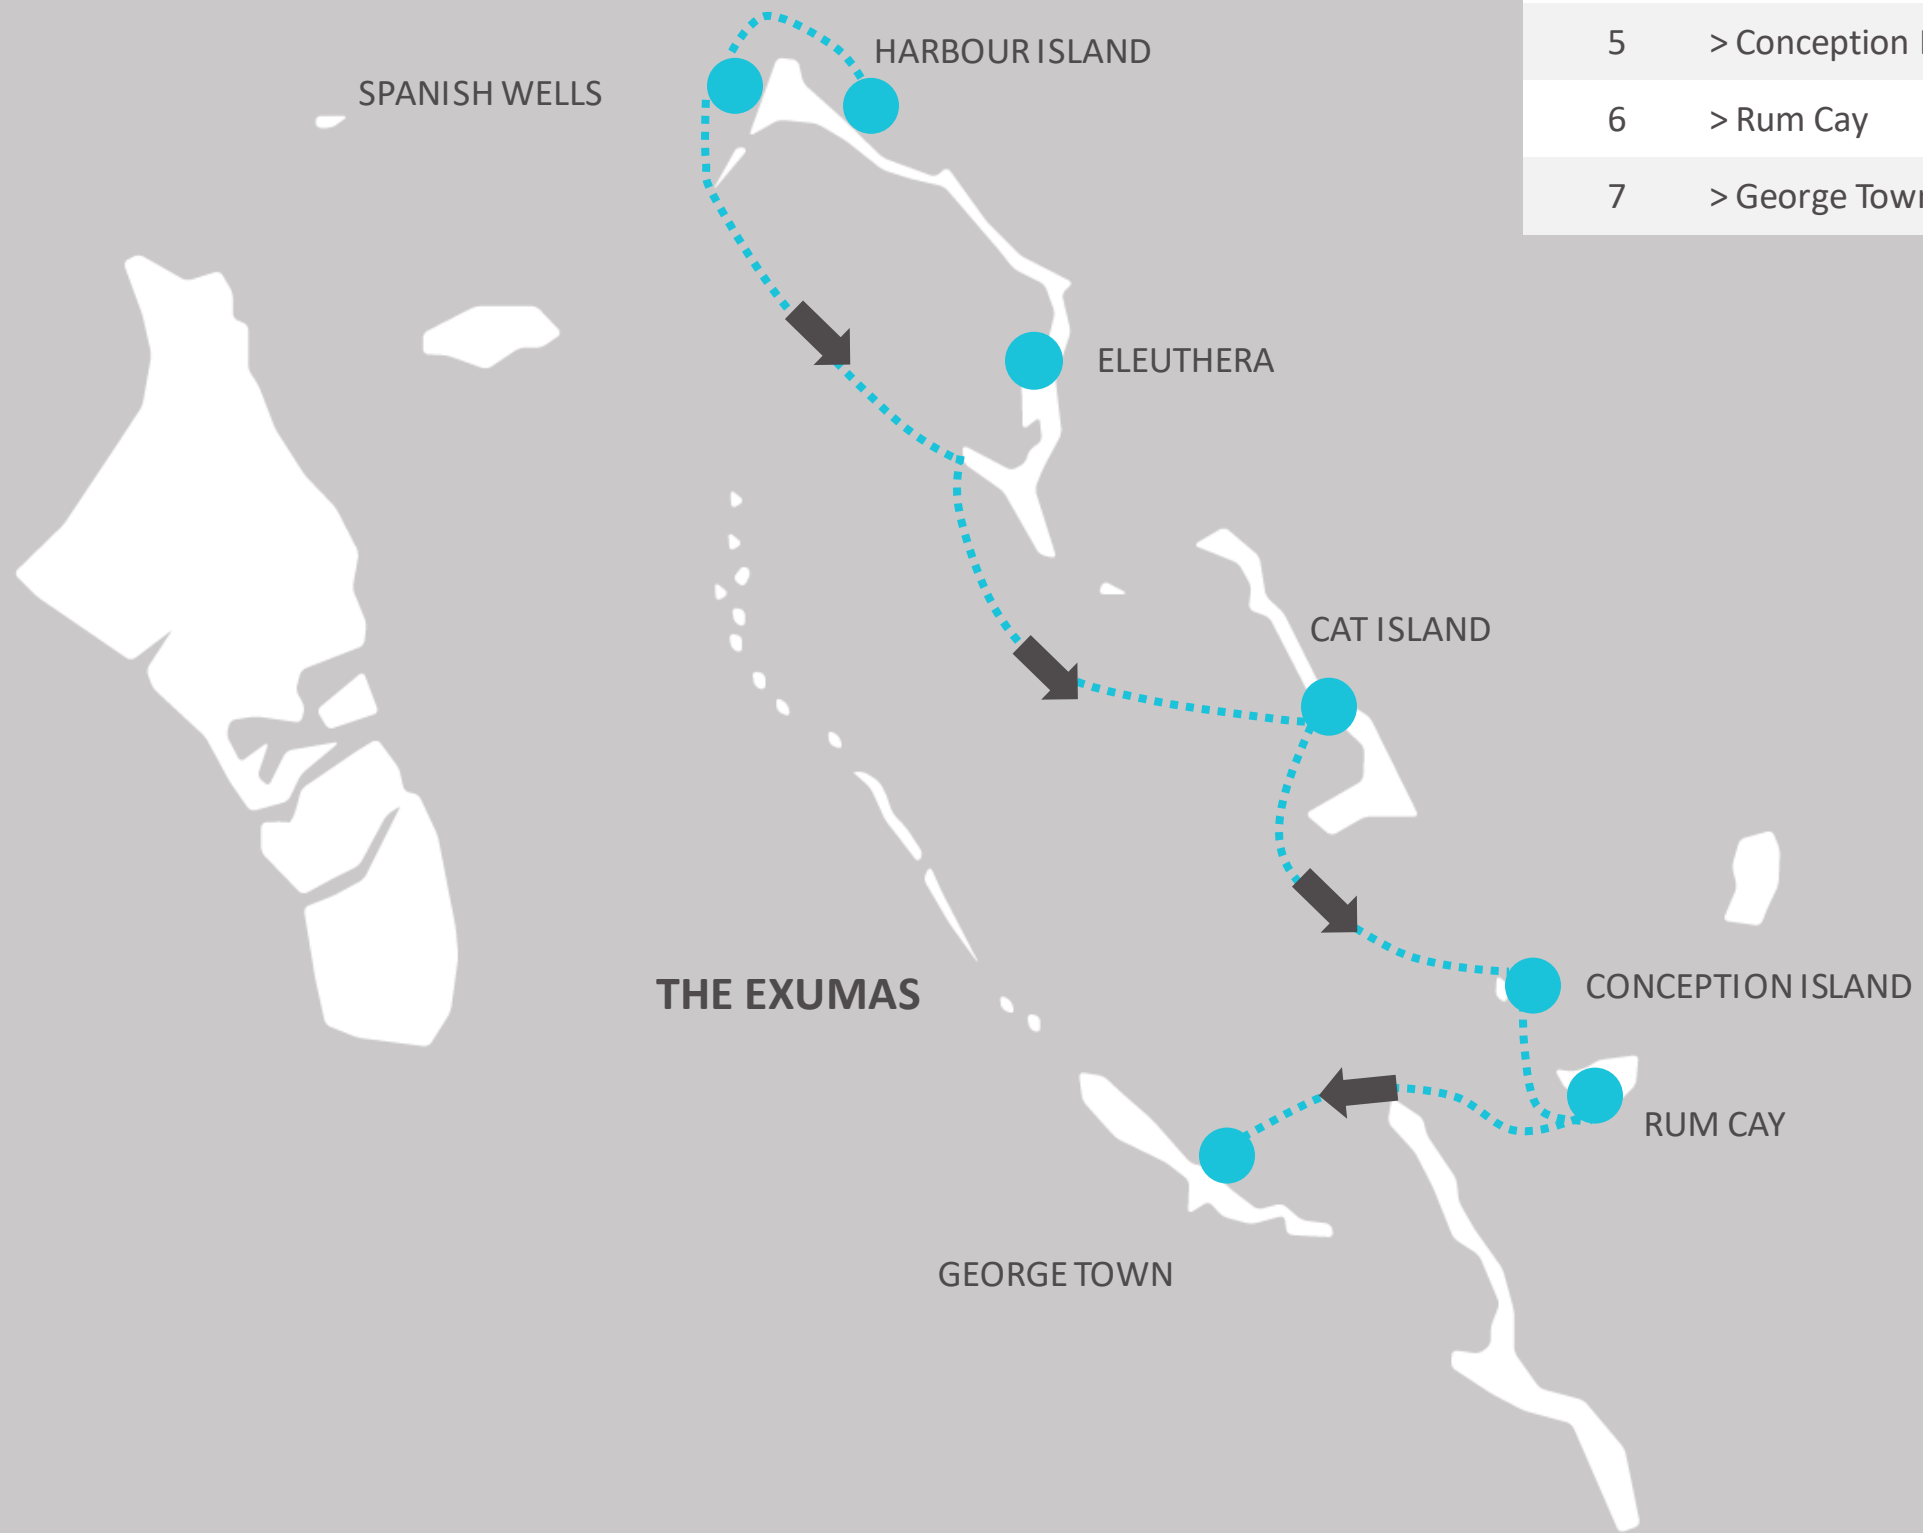 5 > Conception
6 > Rum Cay
7 > George Town
HARBOUR ISLAND
SPANISH WELLS
ELEUTHERA
CAT ISLAND
THE EXUMAS
CONCEPTION ISLAND
RUM CAY
GEORGE TOWN